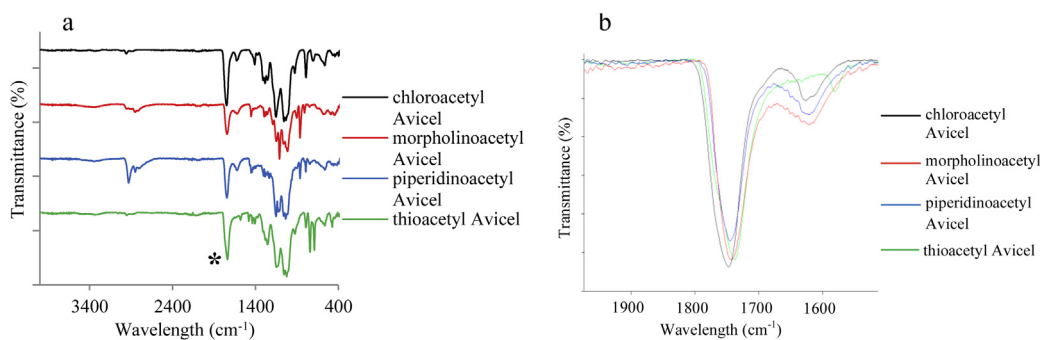 a
Transmittance (%)
chloroacetyl
Avicel
morpholinoacetyl
Avicel
piperidinoacetyl
Avicel
thioacetyl Avicel
*
3400 2400 1400 400
Wavelength (cm-1)
b
Transmittance (%)
chloroacetyl
Avicel
morpholinoacetyl
Avicel
piperidinoacetyl
Avicel
thioacetyl Avicel
1900 1800 1700 1600
Wavelength (cm-1)